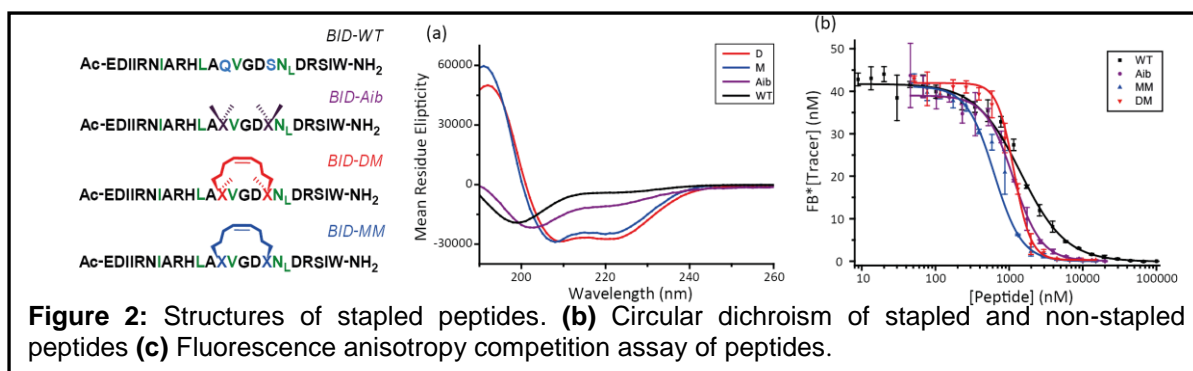 BID-WT
Ac-EDIIRNIARHLAQVGDSNLDRSIW-NH2
BID-Aib
Ac-EDIIRNIARHLAXVGDXNLDRSIW-NH2
BID-DM
Ac-EDIIRNIARHLAXVGDXNLDRSIW-NH2
BID-MM
Ac-EDIIRNIARHLAXVGDXNLDRSIW-NH2
(a)
Mean Residue Elipticity
60000
30000
0
-30000
200 220 240 260
Wavelength (nm)
D
M
Aib
WT
(b)
FB*[Tracer] (nM)
50
40
30
20
10
0
10 100 1000 10000 100000
[Peptide] (nM)
WT
Aib
MM
DM
Figure 2: Structures of stapled peptides. (b) Circular dichroism of stapled and non-stapled
peptides (c) Fluorescence anisotropy competition assay of peptides.